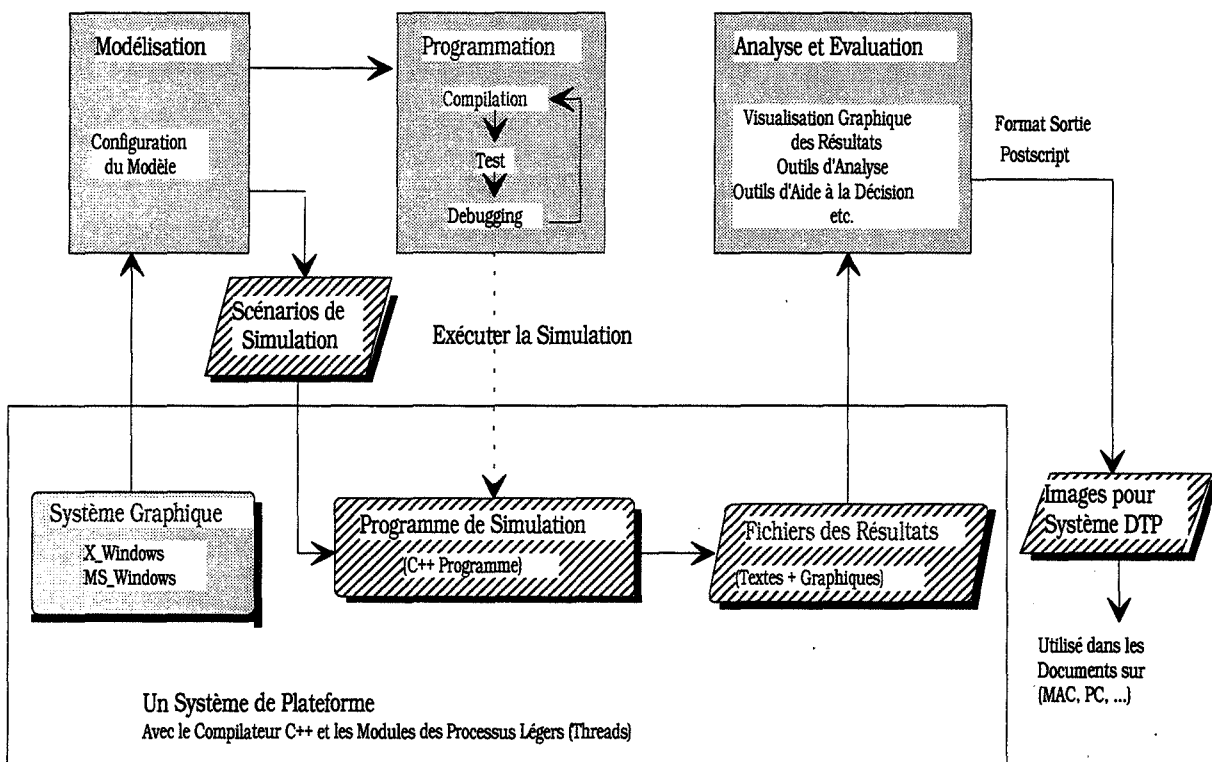 Modélisation
Configuration
du Modèle
Programmation
Compilation
Test
Debugging
Analyse et Evaluation
Visualisation Graphique
des Résultats
Outils d'Analyse
Outils d'Aide à la Décision
etc.
Format Sortie
Postscript
Scénarios de
Simulation
Exécuter la Simulation
Système Graphique
X_Windows
MS_Windows
Programme de Simulation
(C++ Programme)
Fichiers des Résultats
(Textes + Graphiques)
Images pour
Système DTP
Utilisé dans les
Documents sur
(MAC, PC, ...)
Un Système de Plateforme
Avec le Compilateur C++ et les Modules des Processus Légers (Threads)